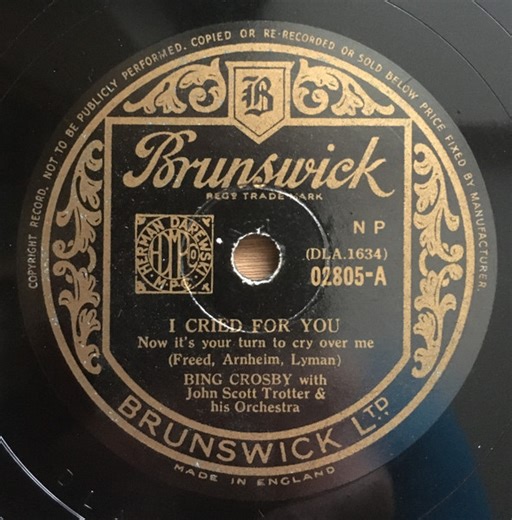 COPYRIGHT RECORD. NOT TO BE PUBLICLY PERFORMED. COPIED OR RE-RECORDED OR SOLD BELOW PRICE FIXED BY MANUFACTURER.
B
Brunswick
REGD TRADE MARK
HERMAN DAREWSKI
M.P.Co
N P
(DLA.1634)
02805-A
I CRIED FOR YOU
Now it's your turn to cry over me
(Freed, Arnheim, Lyman)
BING CROSBY with
John Scott Trotter &
his Orchestra
BRUNSWICK LTD
MADE IN ENGLAND